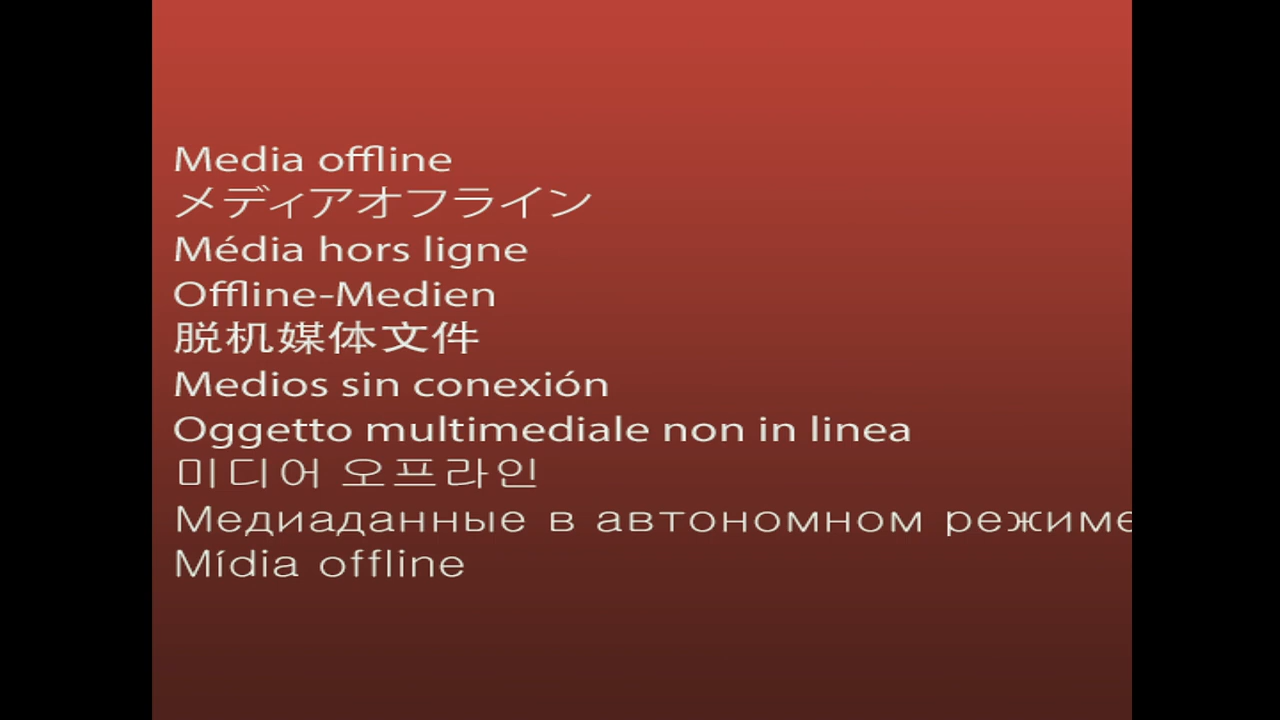 Media offline
メディアオフライン
Média hors ligne
Offline-Medien
脱机媒体文件
Medios sin conexión
Oggetto multimediale non in linea
미디어 오프라인
Медиаданные в автономном режиме
Mídia offline